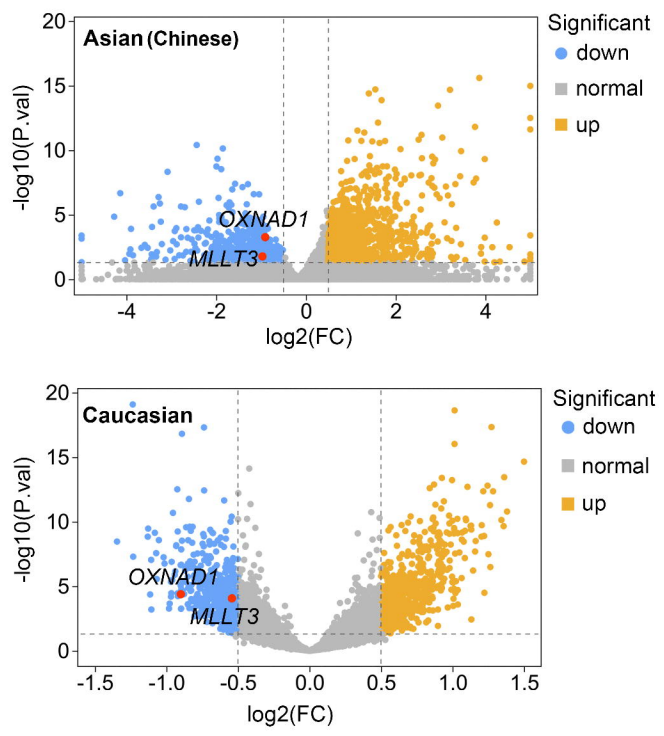 Asian (Chinese)
Significant
down
normal
up
-log10(P.val)
20
15
10
5
0
OXNAD1
MLLT3
-4
-2
0
2
4
log2(FC)
Caucasian
Significant
down
normal
up
-log10(P.val)
20
15
10
5
0
OXNAD1
MLLT3
-1.5
-1.0
-0.5
0.0
0.5
1.0
1.5
log2(FC)